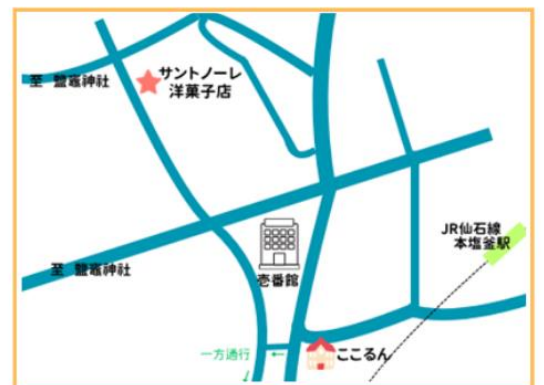 サントノーレ
洋菓子店
至 鹽竈神社
JR仙石線
本塩釜駅
至 鹽竈神社
壱番館
一方通行
ここるん